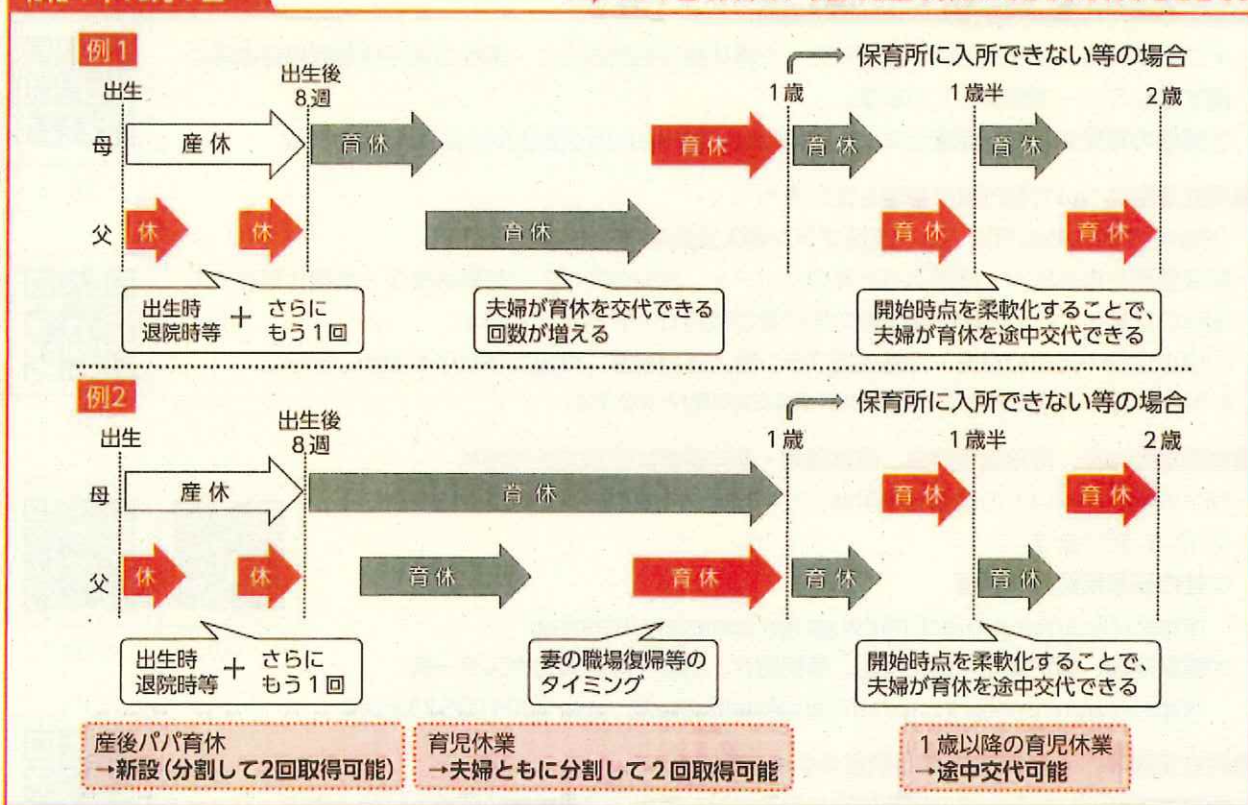 例1
保育所に入所できない等の場合
出生
出生後
8週
1歳
1歳半
2歳
母
産休
育休
育休
育休
育休
父
休
休
育休
育休
育休
出生時
退院時等
+
さらに
もう1回
夫婦が育休を交代できる
回数が増える
開始時点を柔軟化することで、
夫婦が育休を途中交代できる
例2
保育所に入所できない等の場合
出生
出生後
8週
1歳
1歳半
2歳
母
産休
育休
育休
育休
父
休
休
育休
育休
育休
育休
出生時
退院時等
+
さらに
もう1回
妻の職場復帰等の
タイミング
開始時点を柔軟化することで、
夫婦が育休を途中交代できる
産後パパ育休
→新設(分割して2回取得可能)
育児休業
→夫婦ともに分割して2回取得可能
1歳以降の育児休業
→途中交代可能